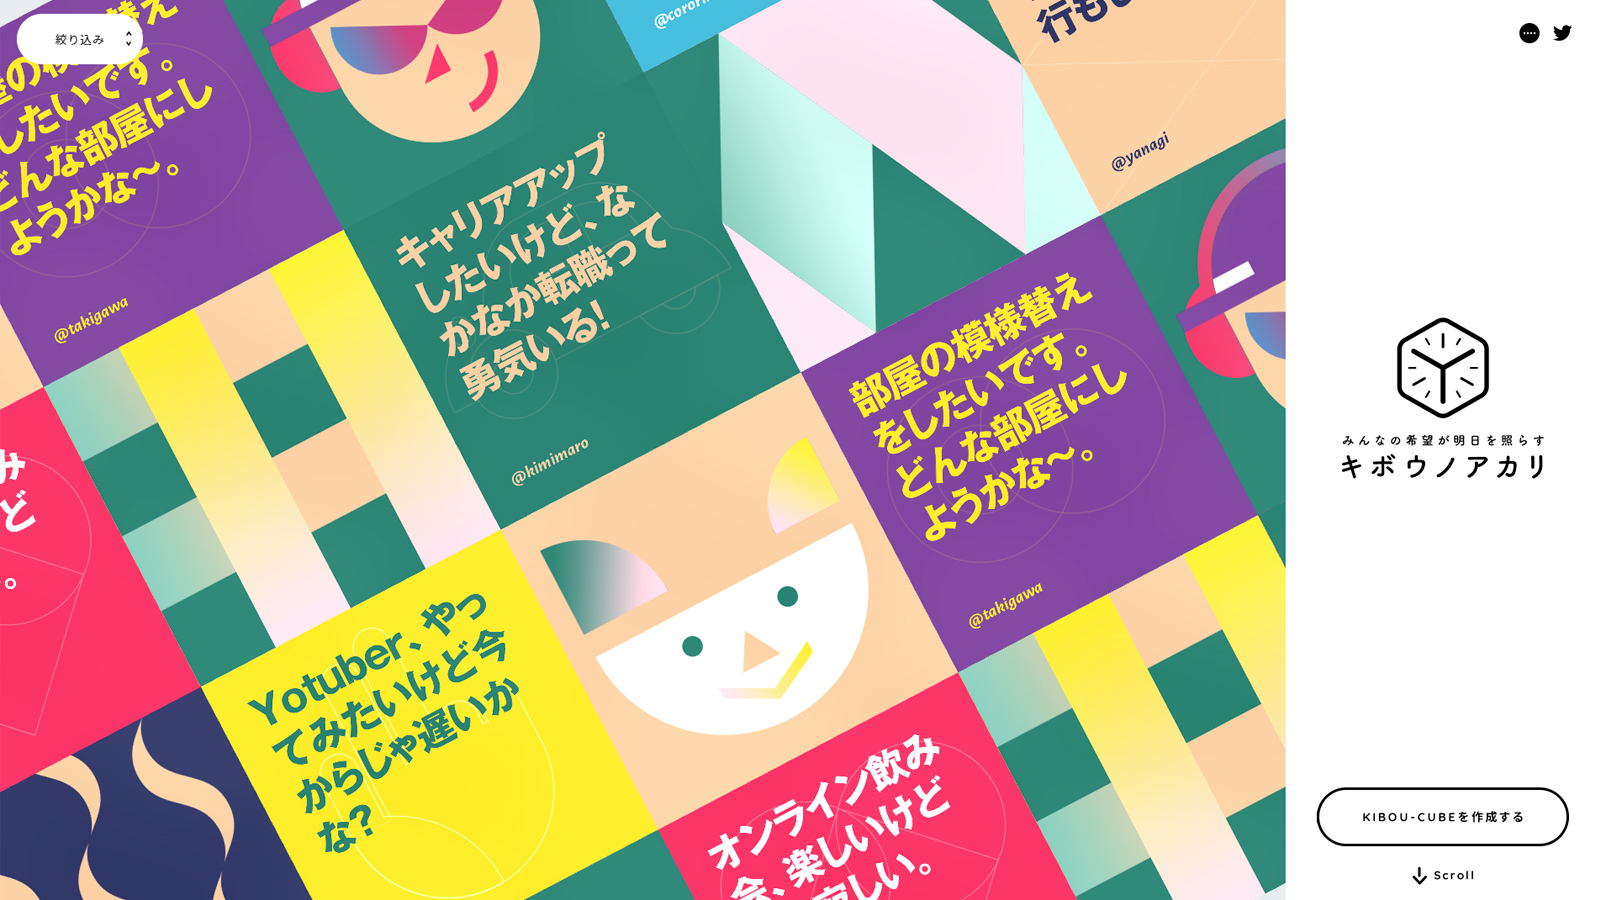 絞り込み
したいです。
どんな部屋にし
ようかな〜。
@takigawa
キャリアアップ
したいけど、な
かなか転職って
勇気いる!
@kimimaro
@yanagi
部屋の模様替え
をしたいです。
どんな部屋にし
ようかな〜。
@takigawa
み
ど
。
Yotuber、やっ
てみたいけど今
からじゃ遅いか
な?
オンライン飲み
会、楽しいけど
寂しい。
みんなの希望が明日を照らす
キボウノアカリ
KIBOU-CUBEを作成する
Scroll